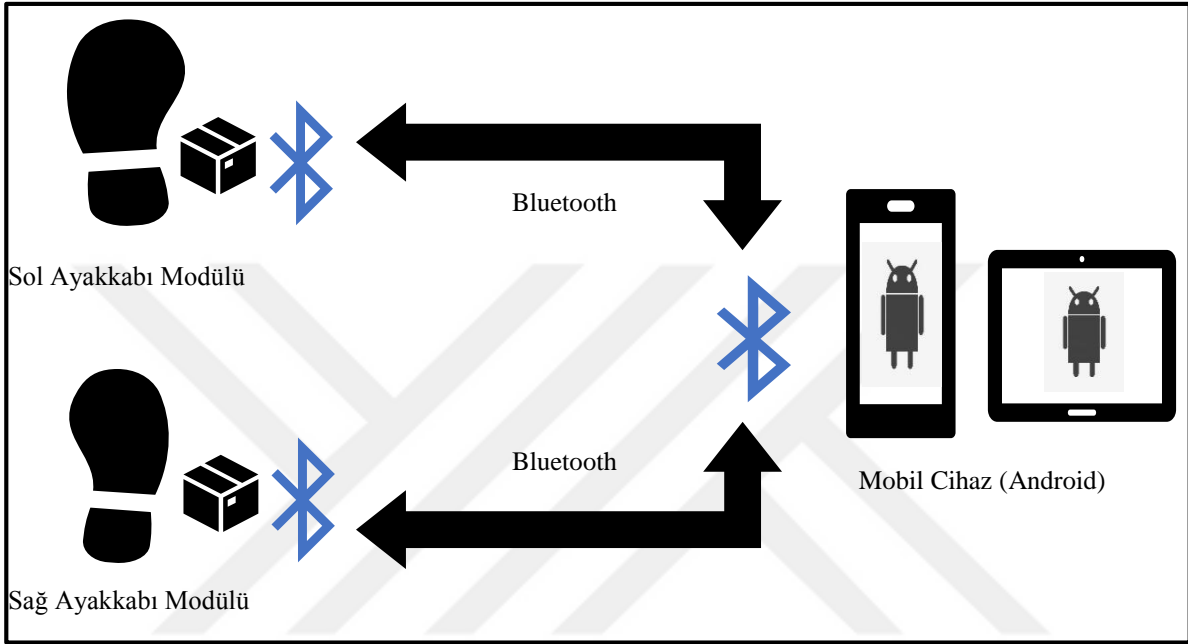 Bluetooth
Sol Ayakkabı Modülü
Bluetooth
Mobil Cihaz (Android)
Sağ Ayakkabı Modülü